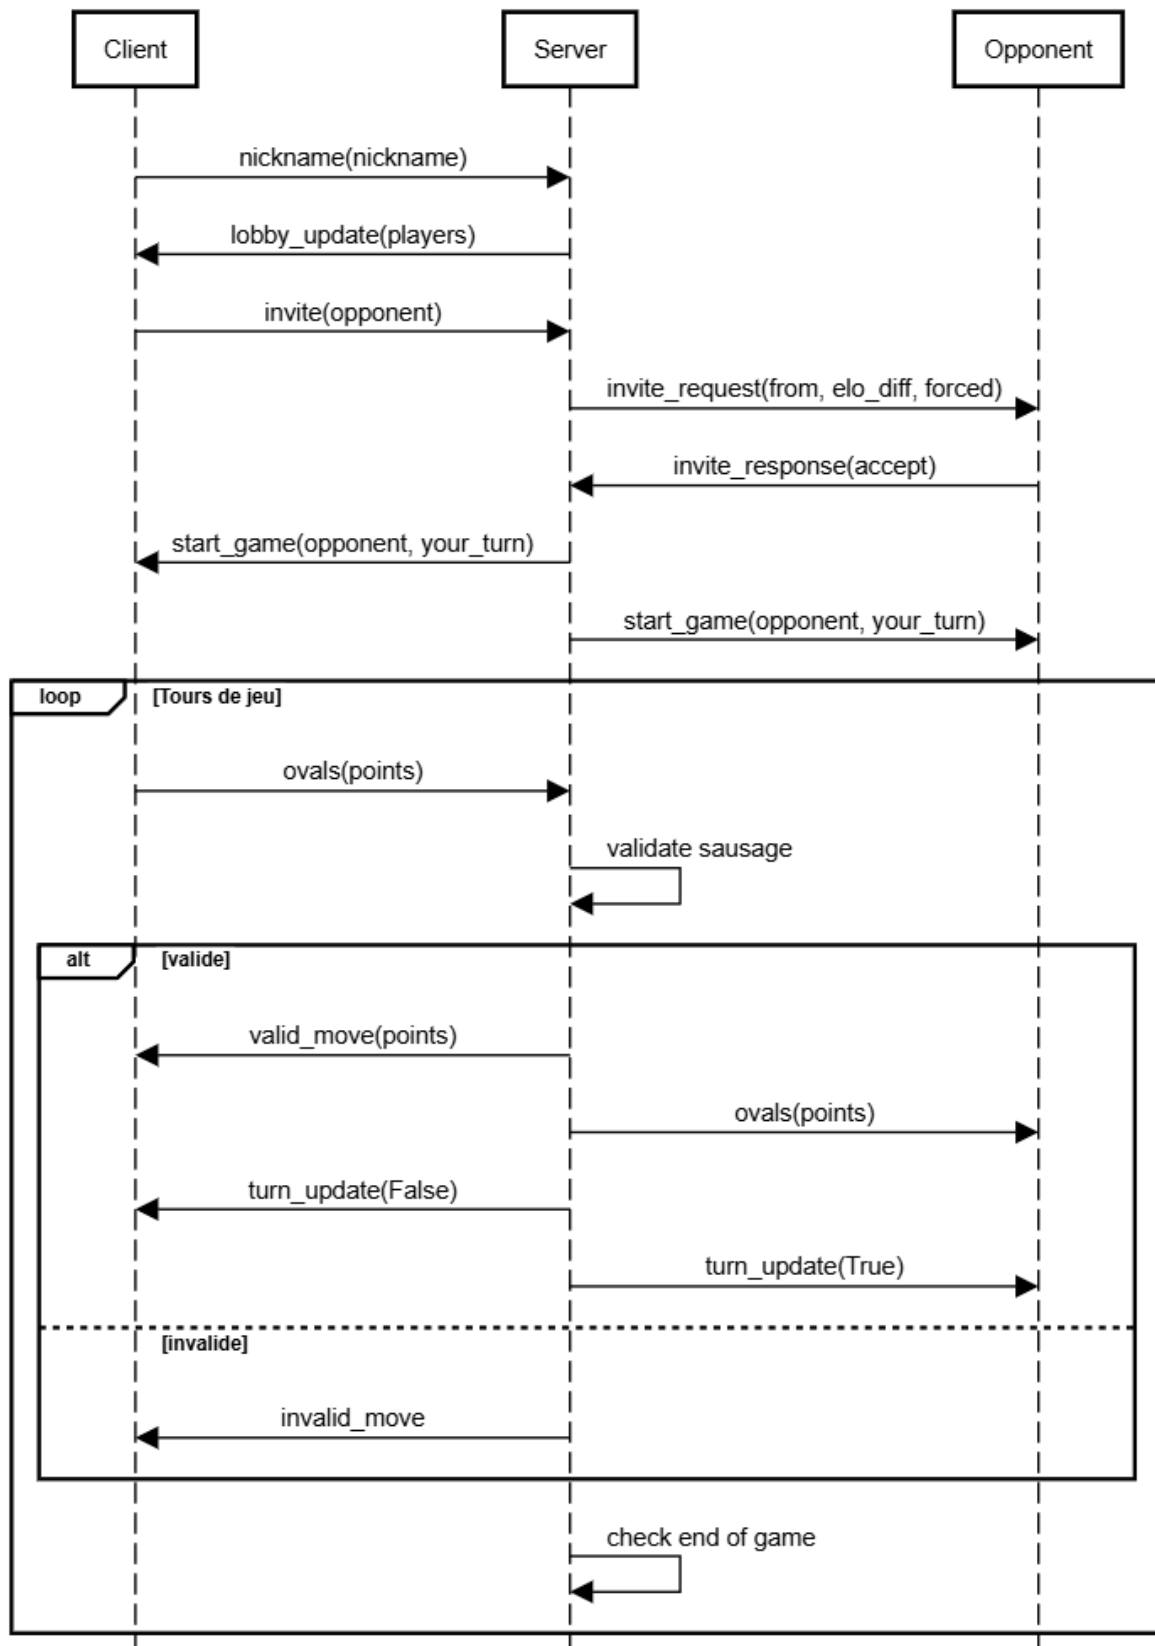 Client
Server
Opponent
nickname(nickname)
lobby_update(players)
invite(opponent)
invite_request(from, elo_diff, forced)
invite_response(accept)
start_game(opponent, your_turn)
start_game(opponent, your_turn)
loop
[Tours de jeu]
ovals(points)
validate sausage
alt
[valide]
valid_move(points)
ovals(points)
turn_update(False)
turn_update(True)
[invalide]
invalid_move
check end of game